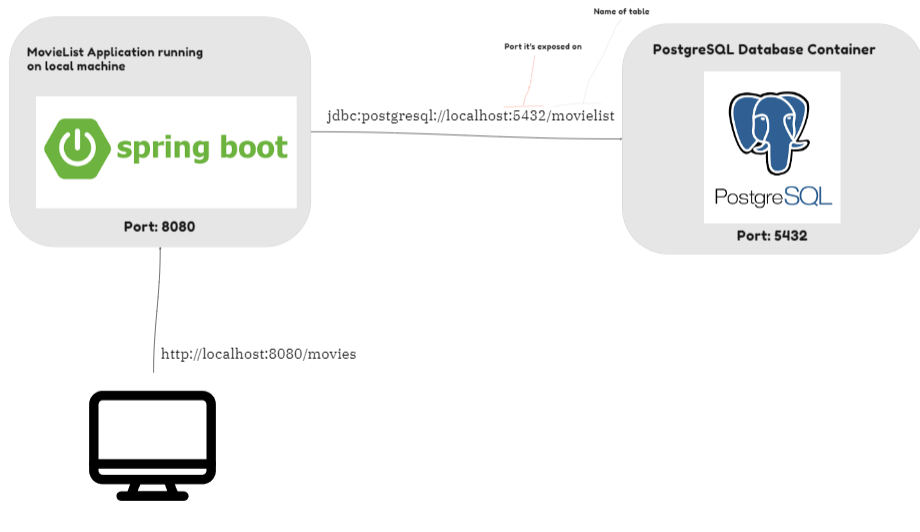 Name of table
Port it's exposed on
MovieList Application running
on local machine
PostgreSQL Database Container
jdbc:postgresql://localhost:5432/movielist
spring boot
PostgreSQL
Port: 8080
Port: 5432
http://localhost:8080/movies